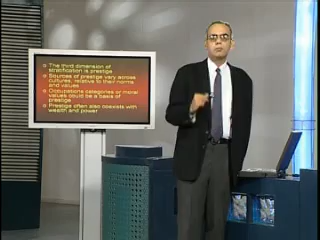 The third dimension of
stratification is prestige
Sources of prestige vary across
cultures, relative to their norms
and values
Occupations categories or moral
values could be a basis of
prestige
Prestige often also coexists with
wealth and power